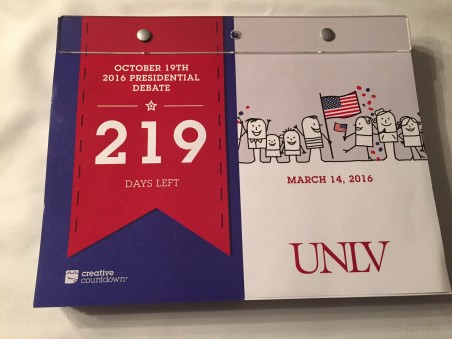 OCTOBER 19TH
2016 PRESIDENTIAL
DEBATE
219
DAYS LEFT
creative
countdown
MARCH 14, 2016
UNLV